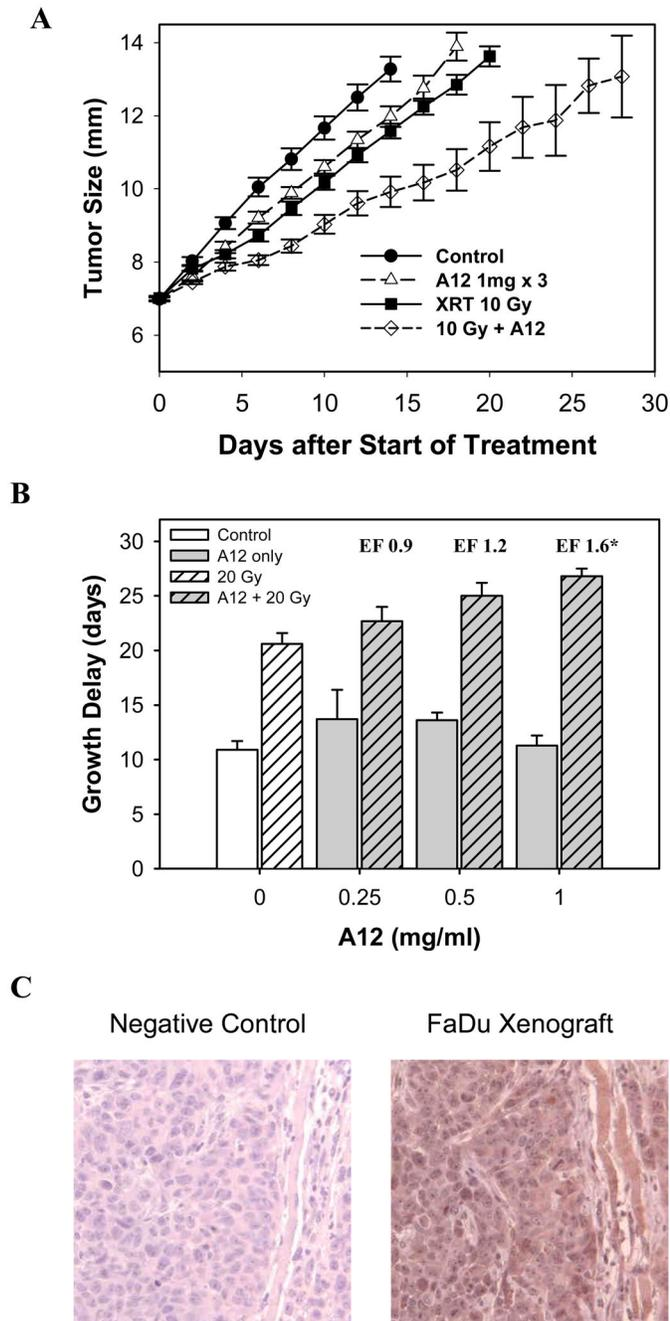 A
14
12
10
8
6
Tumor Size (mm)
Control
A12 1mg x 3
XRT 10 Gy
10 Gy + A12
0 5 10 15 20 25 30
Days after Start of Treatment
B
30
25
20
15
10
5
0
Growth Delay (days)
Control
A12 only
20 Gy
A12 + 20 Gy
EF 0.9 EF 1.2 EF 1.6*
0 0.25 0.5 1
A12 (mg/ml)
C
Negative Control FaDu Xenograft